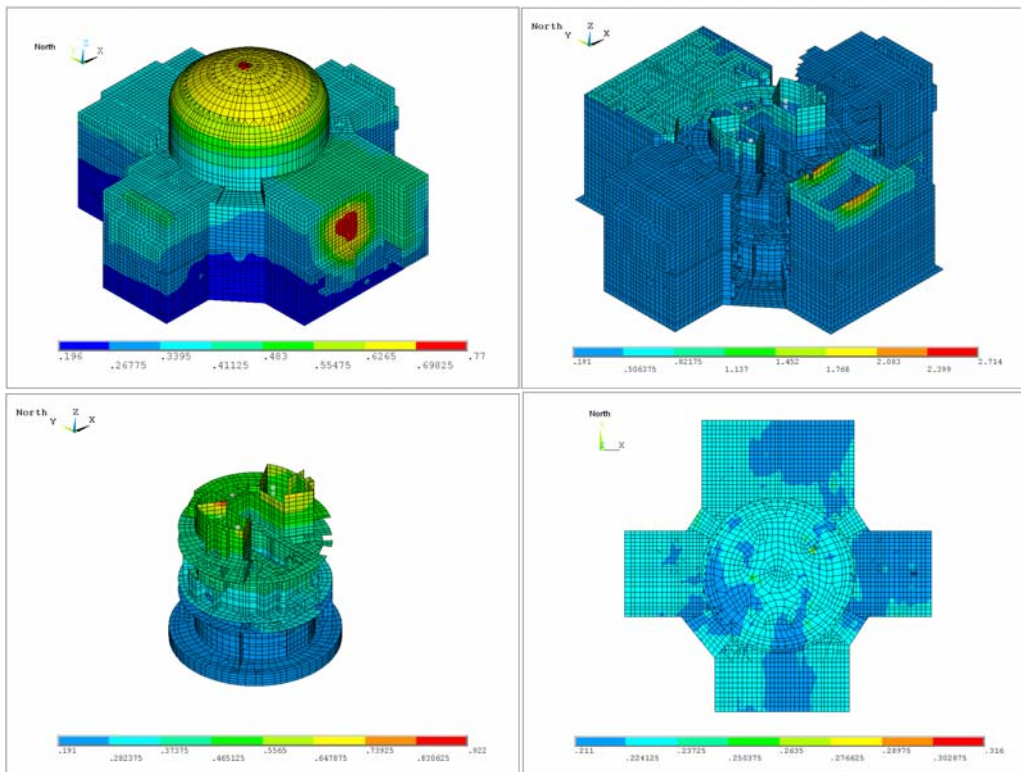 North
Z
X
.196 .3395 .483 .6265 .77
.26775 .41125 .55475 .69825
North
Y Z X
.191 .82175 1.452 2.083 2.714
.506375 1.137 1.768 2.399
North
Y Z X
.191 .37375 .5565 .73925 .922
.282375 .465125 .647875 .830625
North
X
.211 .23725 .2635 .28975 .316
.224125 .250375 .276625 .302875